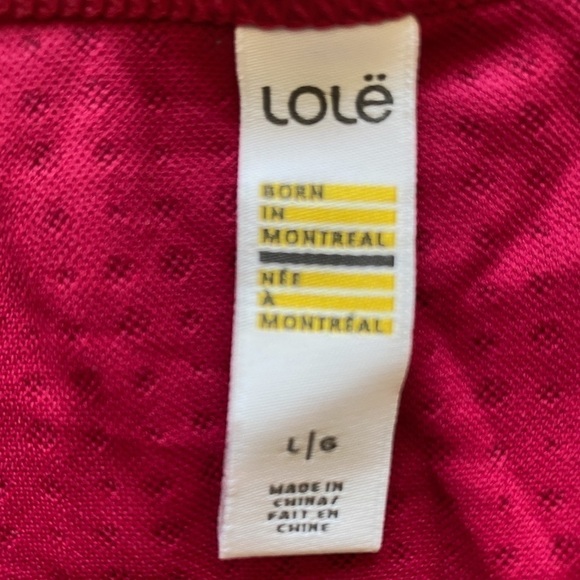 lolë
BORN
IN
MONTREAL
NÉE
À
MONTRÉAL
L/G
MADE IN
CHINA/
FAIT EN
CHINE